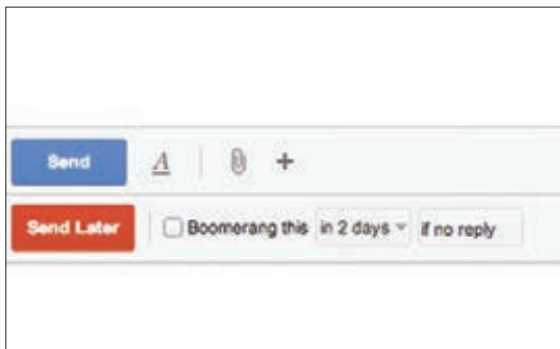 Send A +
Send Later Boomerang this in 2 days if no reply